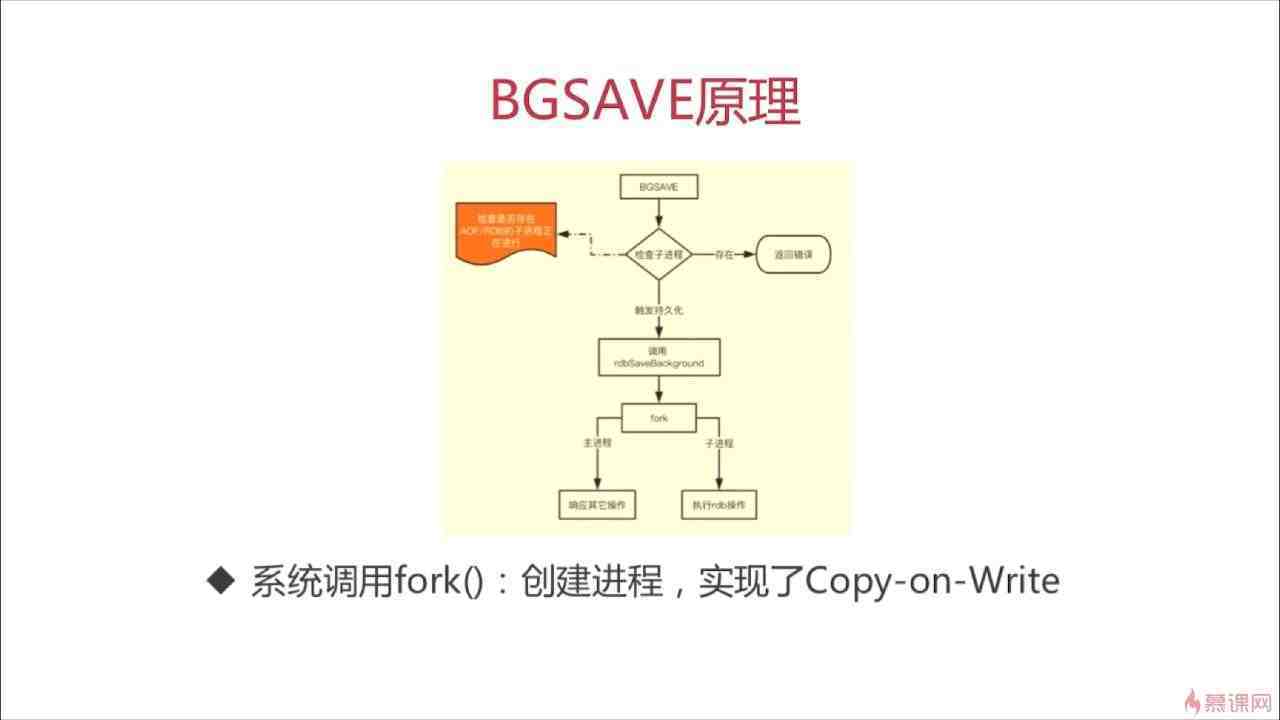 BGSAVE原理
BGSAVE
检查是否存在
AOF/RDB的子进程正
在进行
检查子进程
存在
返回错误
触发持久化
调用
rdbSaveBackground
fork
主进程
子进程
响应其它操作
执行rdb操作
◆ 系统调用fork()：创建进程，实现了Copy-on-Write
慕课网